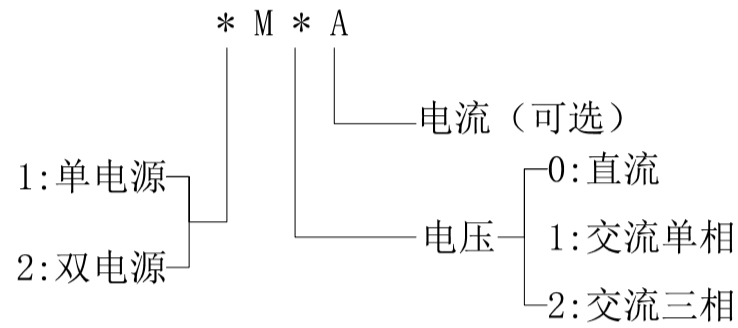 * M * A
电流（可选）
1:单电源
0:直流
电压
1:交流单相
2:双电源
2:交流三相